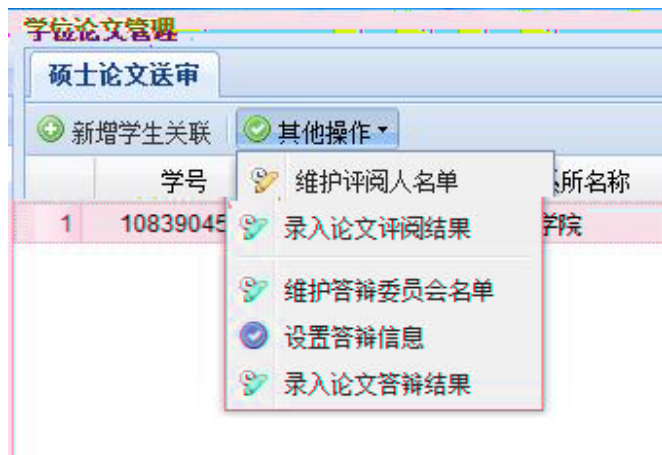 学位论文管理
硕士论文送审
新增学生关联 其他操作
学号 所名称
1 10839045 学院
维护评阅人名单
录入论文评阅结果
维护答辩委员会名单
设置答辩信息
录入论文答辩结果